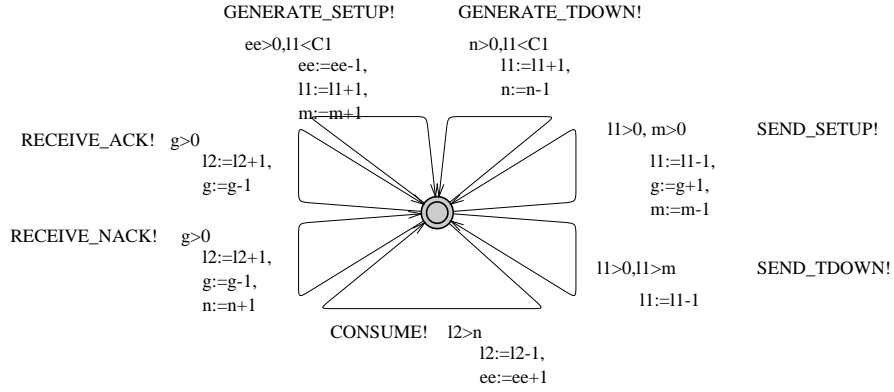 GENERATE_SETUP! GENERATE_TDOWN!
ee>0,l1<C1 n>0,l1<C1
ee:=ee-1, l1:=l1+1,
l1:=l1+1, n:=n-1
m:=m+1
RECEIVE_ACK! g>0 l1>0, m>0 SEND_SETUP!
l2:=l2+1, l1:=l1-1,
g:=g-1 g:=g+1,
m:=m-1
RECEIVE_NACK! g>0
l2:=l2+1, l1>0,l1>m SEND_TDOWN!
g:=g-1, l1:=l1-1
n:=n+1
CONSUME! l2>n
l2:=l2-1,
ee:=ee+1